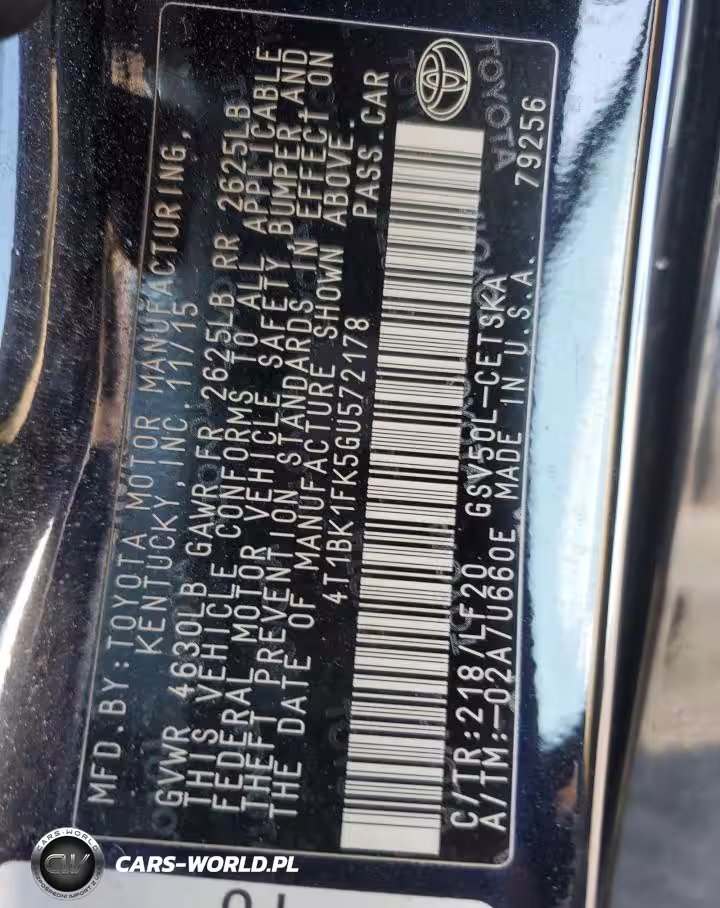 MFD.BY:TOYOTA MOTOR MANUFACTURING,
KENTUCKY,INC. 11/15
GVWR 4630LB GAWR FR 2625LB RR 2625LB
THIS VEHICLE CONFORMS TO ALL APPLICABLE
FEDERAL MOTOR VEHICLE SAFETY,BUMPER,AND
THEFT PREVENTION STANDARDS IN EFFECT ON
THE DATE OF MANUFACTURE SHOWN ABOVE.
4T1BK1FK5GU572178 PASS.CAR
TOYOTA
C/TR:218/LF20 GSV50L-CETSKA
A/TM:-02A/U660E MADE IN U.S.A. 79256
CARS-WORLD
CW
CARS-WORLD.PL